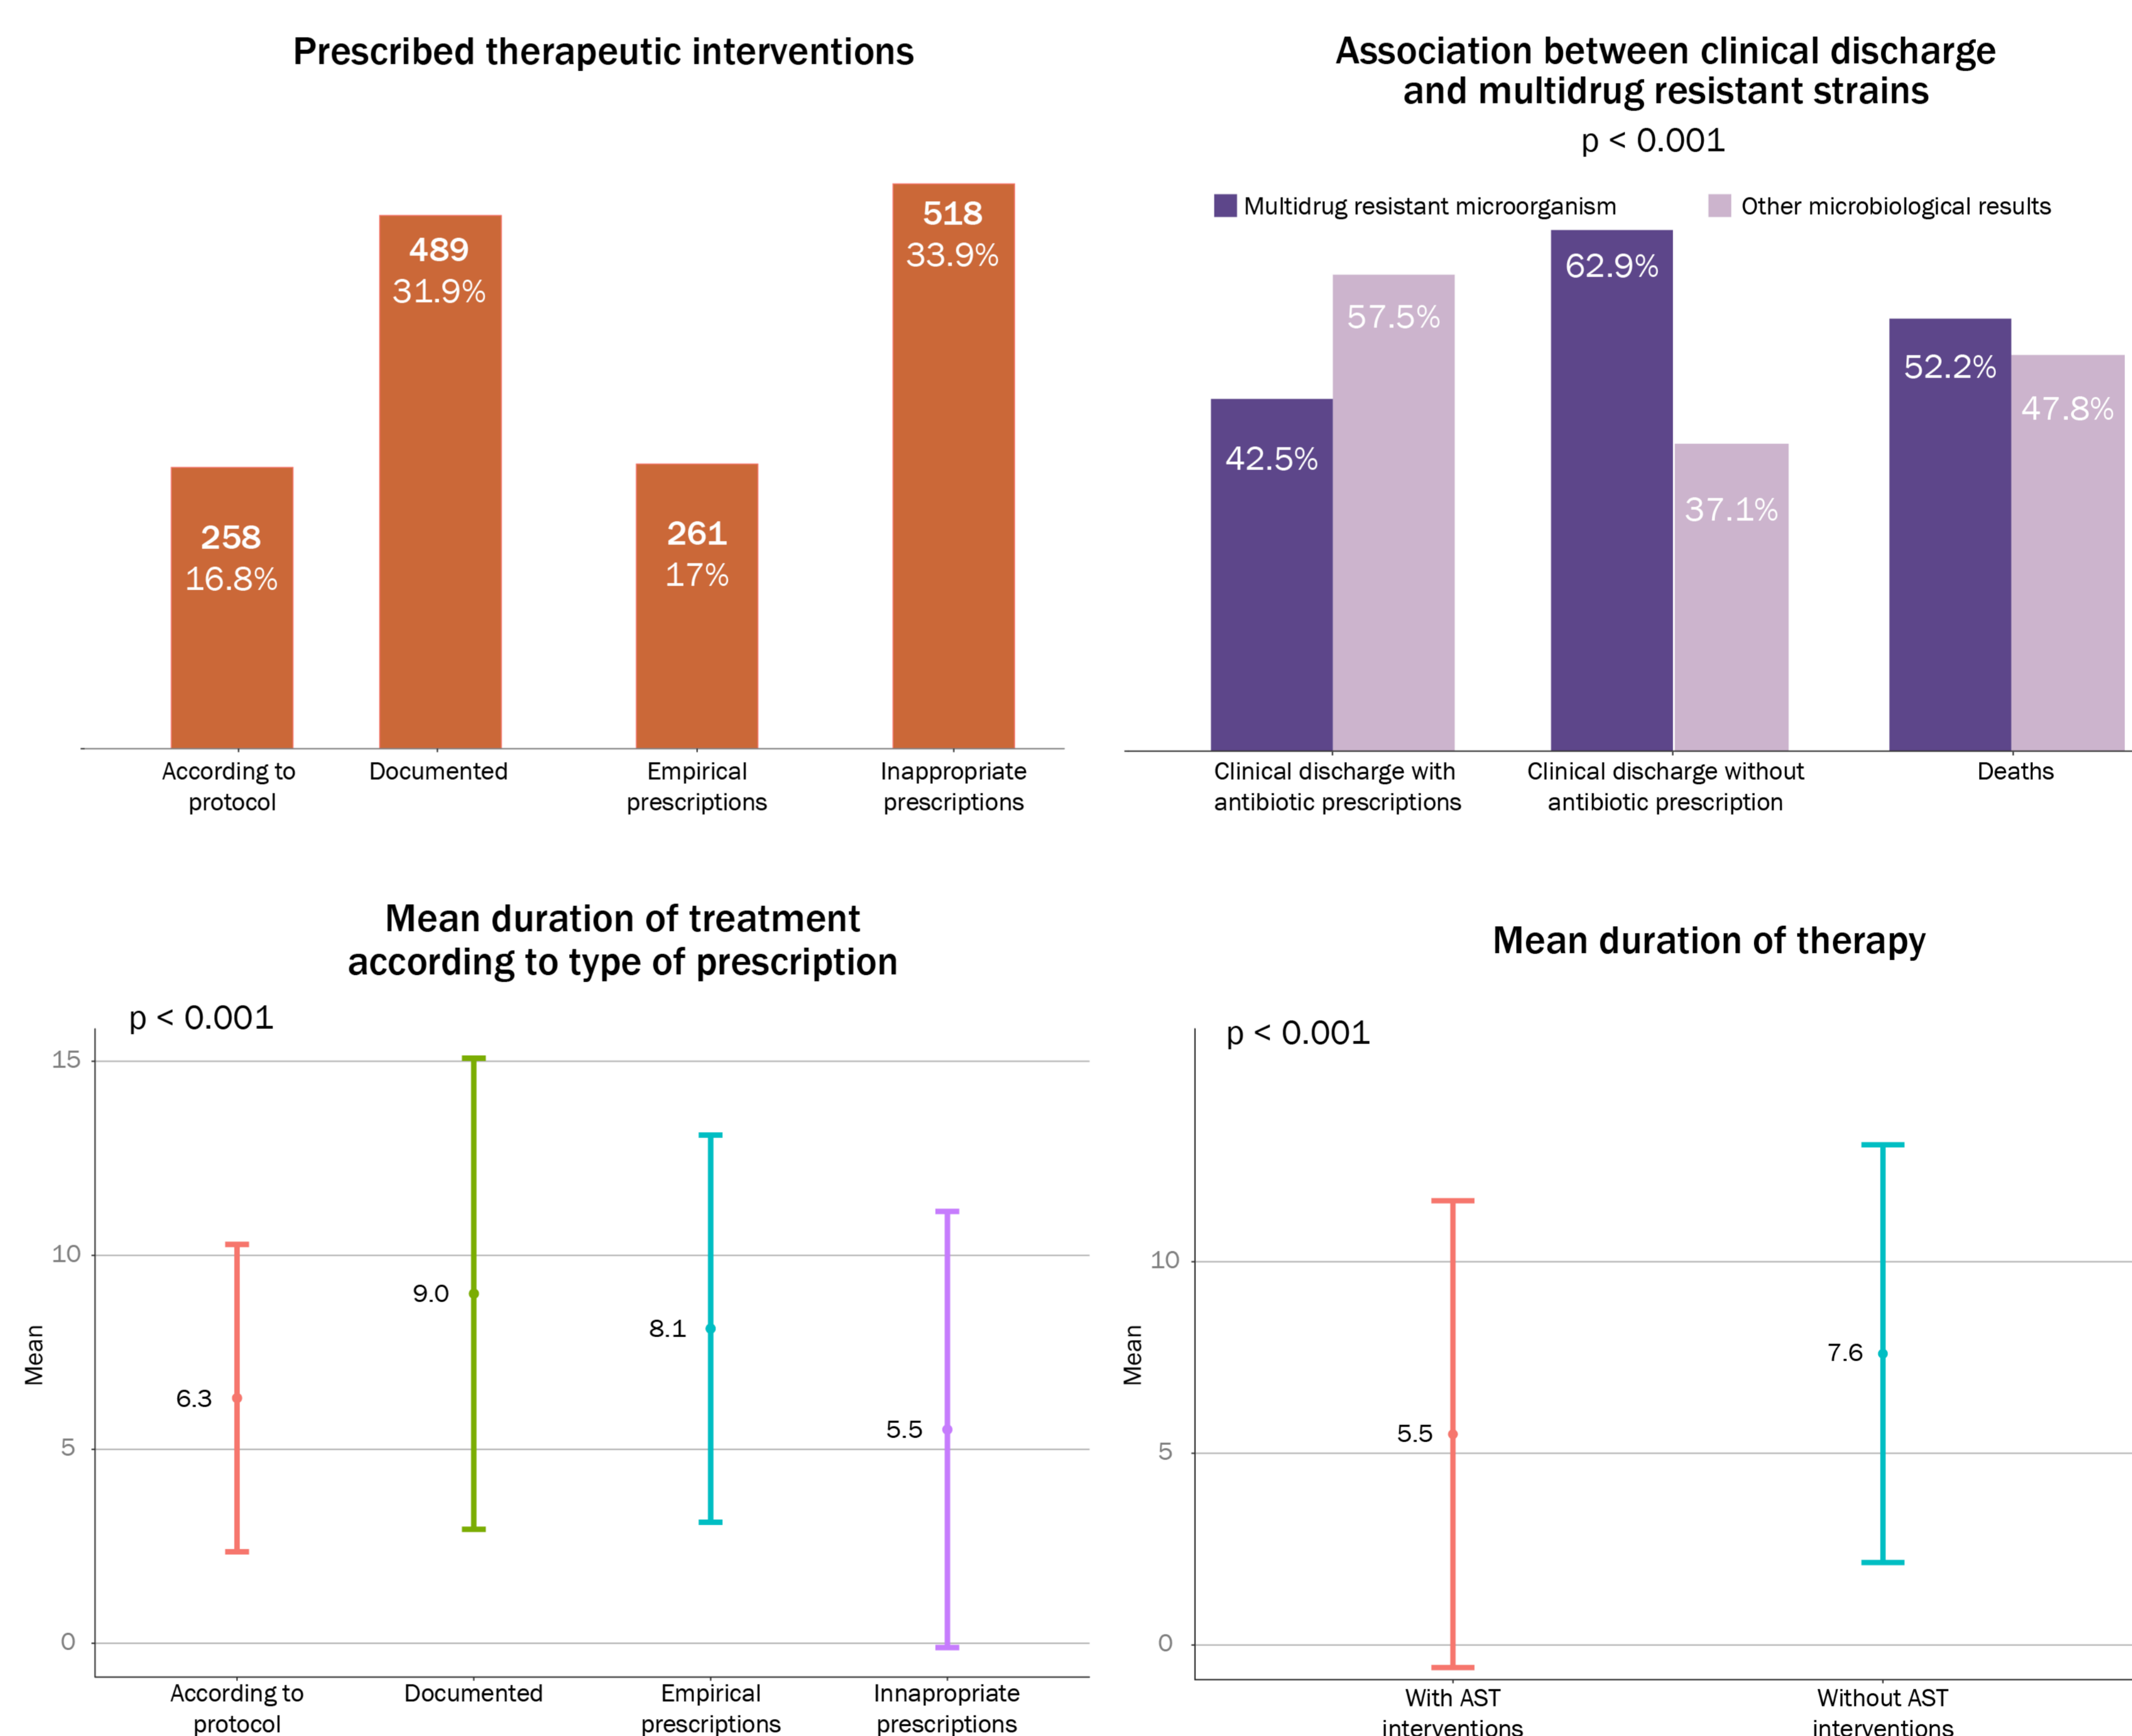 Prescribed therapeutic interventions
489
31.9%
518
33.9%
258
16.8%
261
17%
According to
protocol
Documented
Empirical
prescriptions
Inappropriate
prescriptions
Association between clinical discharge
and multidrug resistant strains
p < 0.001
Multidrug resistant microorganism
Other microbiological results
42.5%
57.5%
62.9%
37.1%
52.2%
47.8%
Clinical discharge with
antibiotic prescriptions
Clinical discharge without
antibiotic prescription
Deaths
Mean duration of treatment
according to type of prescription
p < 0.001
15
10
5
0
Mean
6.3
9.0
8.1
5.5
According to
protocol
Documented
Empirical
prescriptions
Innapropriate
prescriptions
Mean duration of therapy
p < 0.001
10
5
0
Mean
5.5
7.6
With AST
interventions
Without AST
interventions